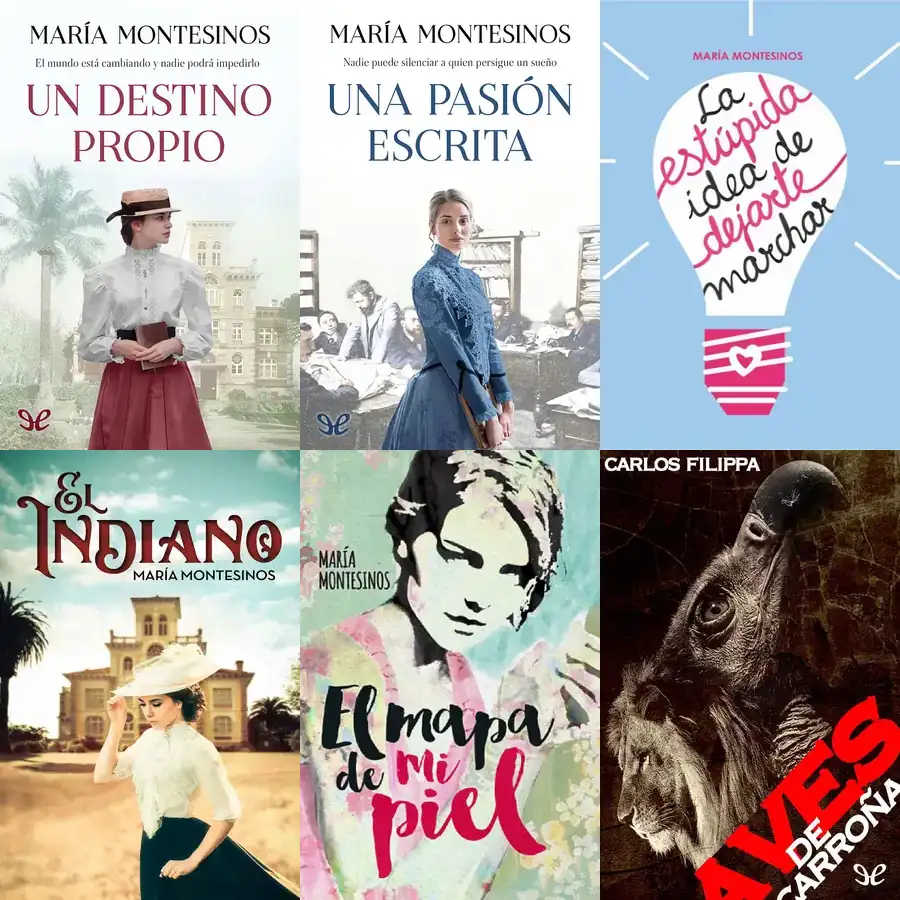 MARÍA MONTESINOS
El mundo está cambiando y nadie podrá impedirlo
UN DESTINO
PROPIO
MARÍA MONTESINOS
Nadie puede silenciar a quien persigue un sueño
UNA PASIÓN
ESCRITA
MARÍA MONTESINOS
La
estúpida
idea de
dejarte
marchar
EL
INDIANO
MARÍA MONTESINOS
MARÍA
MONTESINOS
El mapa
de mi
piel
CARLOS FILIPPA
AVES
DE
CARROÑA